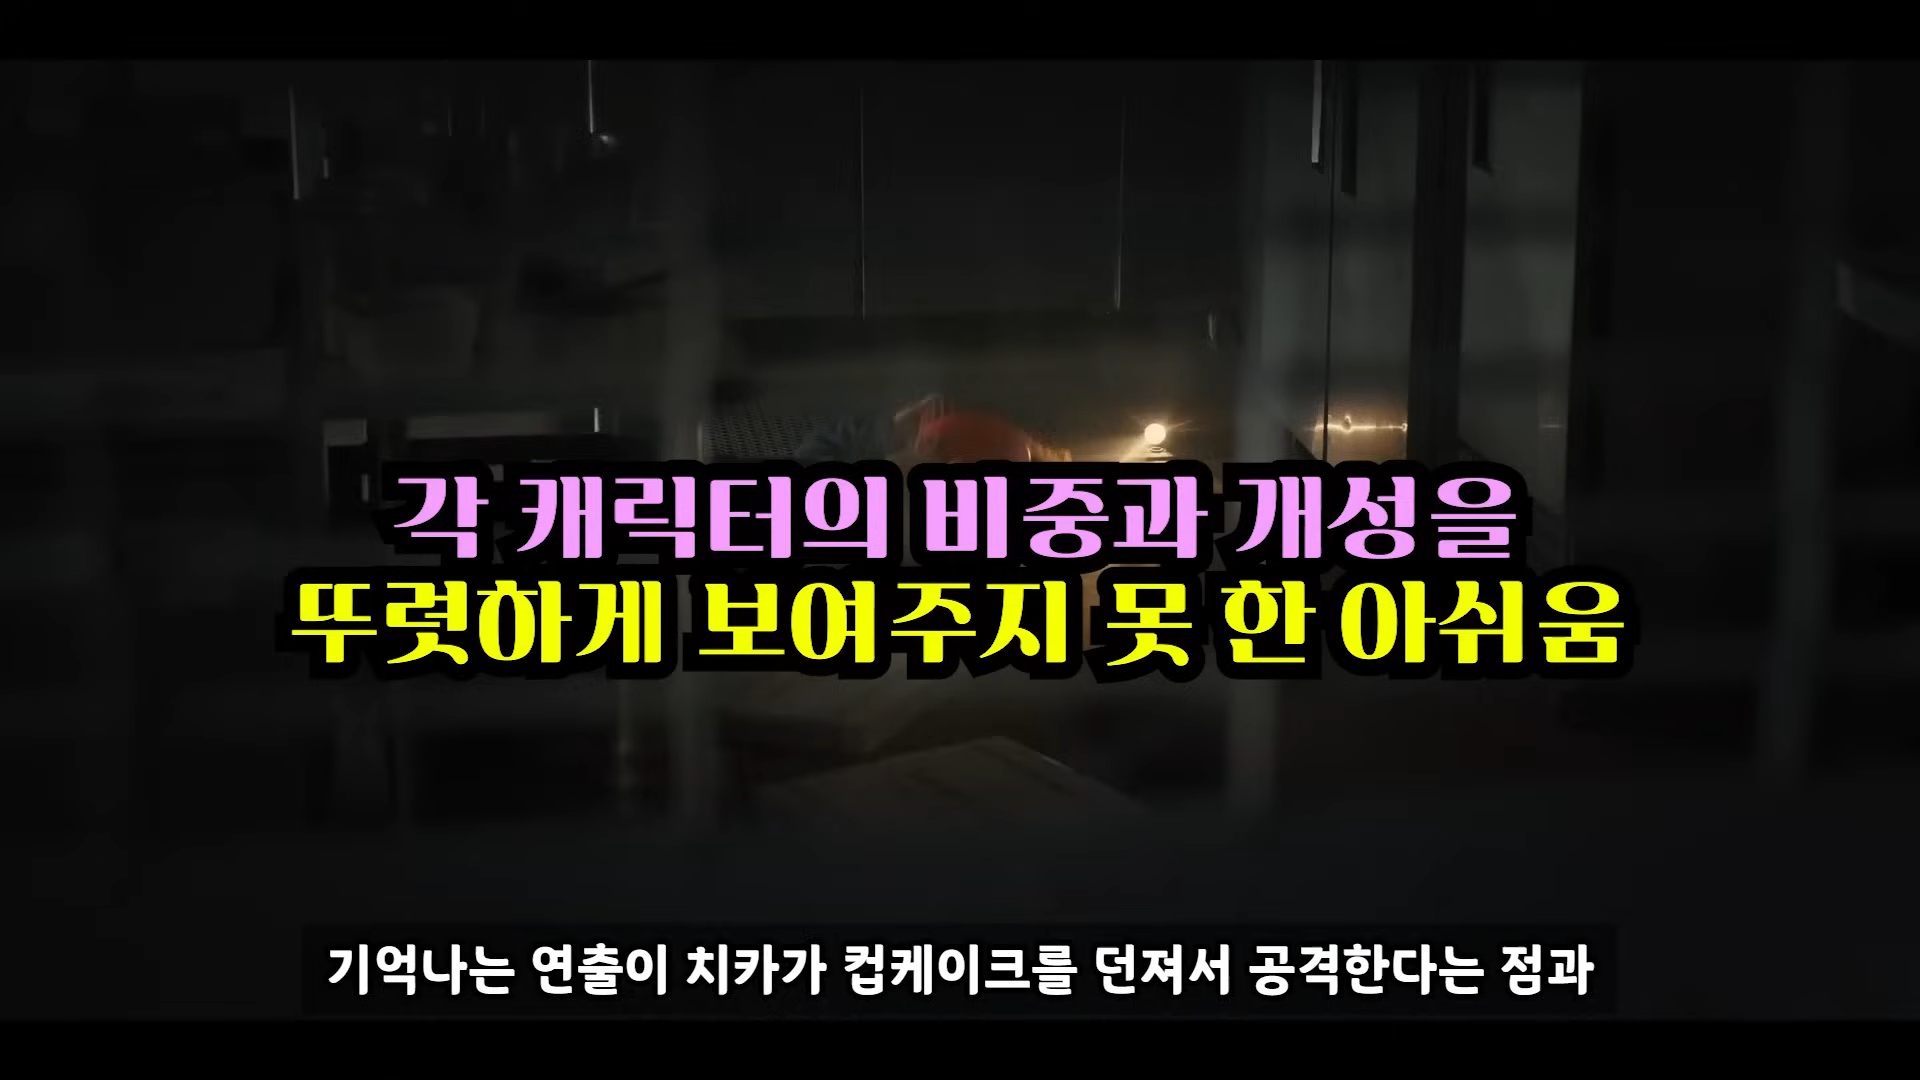 각 캐릭터의 비중과 개성을
뚜렷하게 보여주지 못 한 아쉬움
기억나는 연출이 치카가 컵케이크를 던져서 공격한다는 점과